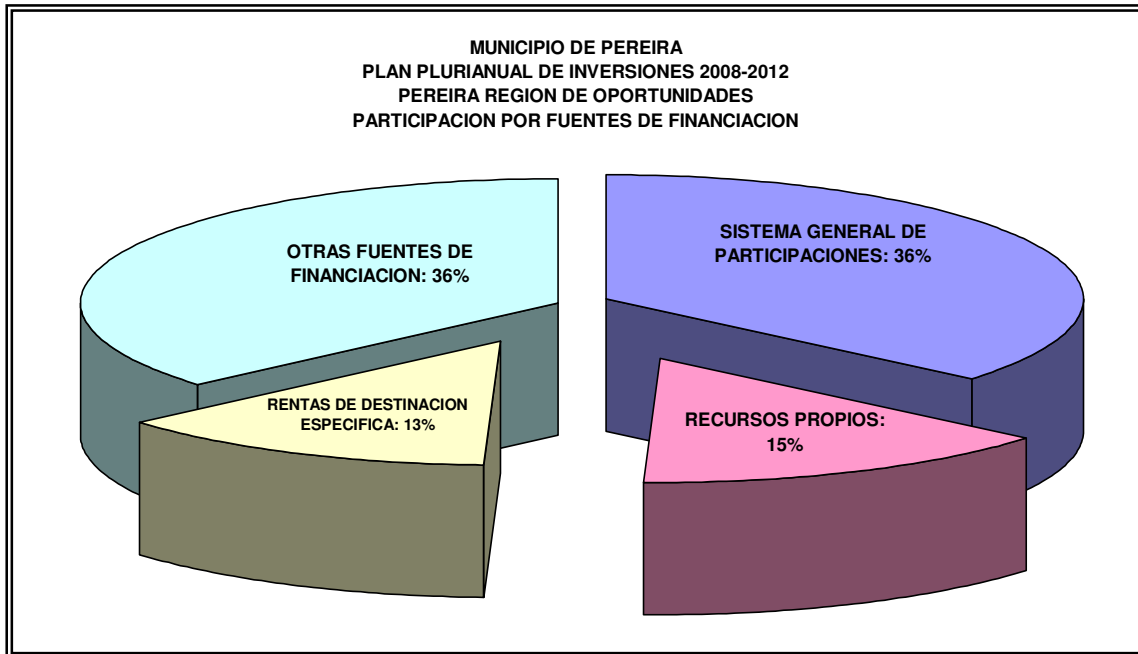 MUNICIPIO DE PEREIRA
PLAN PLURIANUAL DE INVERSIONES 2008-2012
PEREIRA REGION DE OPORTUNIDADES
PARTICIPACION POR FUENTES DE FINANCIACION
OTRAS FUENTES DE
FINANCIACION: 36%
SISTEMA GENERAL DE
PARTICIPACIONES: 36%
RENTAS DE DESTINACION
ESPECIFICA: 13%
RECURSOS PROPIOS:
15%